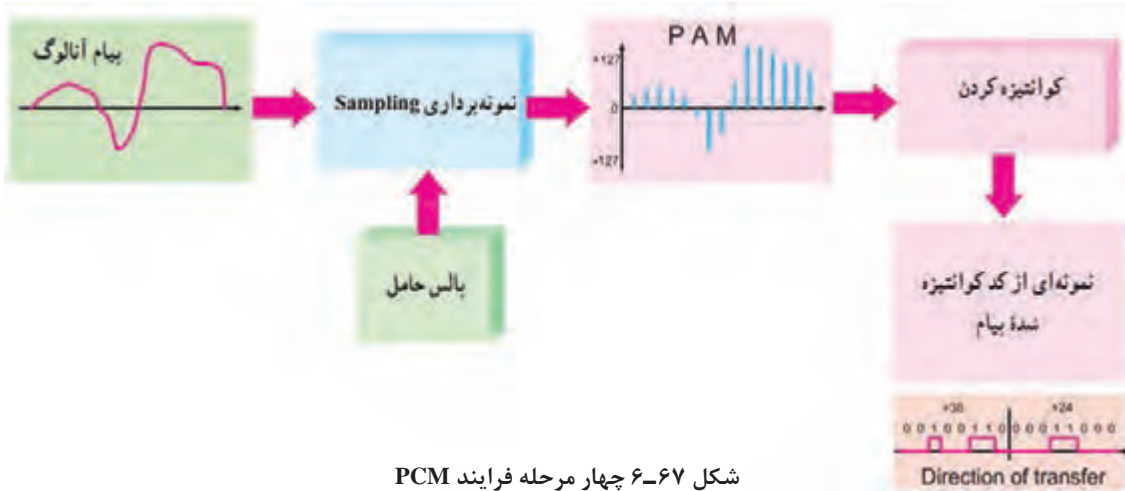 پیام آنالوگ
نمونه‌برداری Sampling
پالس حامل
PAM
+127
0
+127
کوانتیزه کردن
نمونه‌ای از کد کوانتیزه
شدهٔ پیام
+38 +24
0 0 1 0 0 1 1 0 0 0 0 1 1 0 0 0
Direction of transfer
شکل ۶۷ــ۶ چهار مرحله فرایند PCM